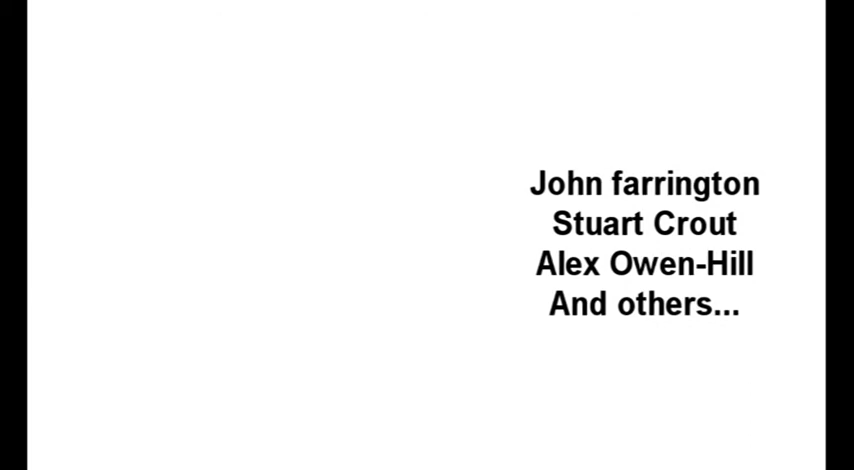 John farrington
Stuart Crout
Alex Owen-Hill
And others...